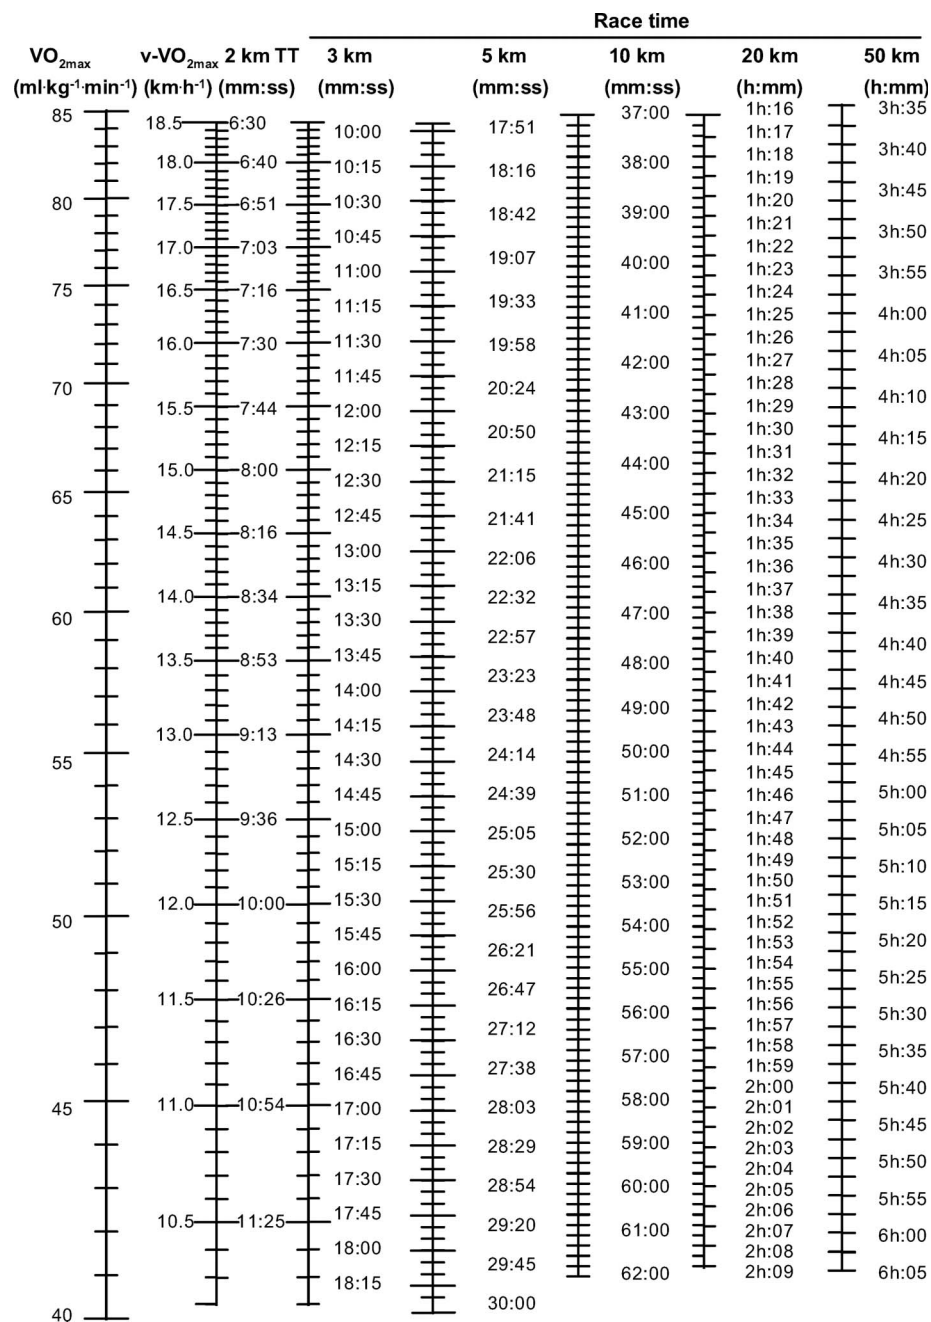 Race time
VO2max v-VO2max 2 km TT 3 km 5 km 10 km 20 km 50 km
(ml·kg-1·min-1) (km·h-1) (mm:ss) (mm:ss) (mm:ss) (mm:ss) (h:mm) (h:mm)
85
80
75
70
65
60
55
50
45
40
18.5 6:30
18.0 6:40
17.5 6:51
17.0 7:03
16.5 7:16
16.0 7:30
15.5 7:44
15.0 8:00
14.5 8:16
14.0 8:34
13.5 8:53
13.0 9:13
12.5 9:36
12.0 10:00
11.5 10:26
11.0 10:54
10.5 11:25
10:00
10:15
10:30
10:45
11:00
11:15
11:30
11:45
12:00
12:15
12:30
12:45
13:00
13:15
13:30
13:45
14:00
14:15
14:30
14:45
15:00
15:15
15:30
15:45
16:00
16:15
16:30
16:45
17:00
17:15
17:30
17:45
18:00
18:15
17:51
18:16
18:42
19:07
19:33
19:58
20:24
20:50
21:15
21:41
22:06
22:32
22:57
23:23
23:48
24:14
24:39
25:05
25:30
25:56
26:21
26:47
27:12
27:38
28:03
28:29
28:54
29:20
29:45
30:00
37:00
38:00
39:00
40:00
41:00
42:00
43:00
44:00
45:00
46:00
47:00
48:00
49:00
50:00
51:00
52:00
53:00
54:00
55:00
56:00
57:00
58:00
59:00
60:00
61:00
62:00
1h:16
1h:17
1h:18
1h:19
1h:20
1h:21
1h:22
1h:23
1h:24
1h:25
1h:26
1h:27
1h:28
1h:29
1h:30
1h:31
1h:32
1h:33
1h:34
1h:35
1h:36
1h:37
1h:38
1h:39
1h:40
1h:41
1h:42
1h:43
1h:44
1h:45
1h:46
1h:47
1h:48
1h:49
1h:50
1h:51
1h:52
1h:53
1h:54
1h:55
1h:56
1h:57
1h:58
1h:59
2h:00
2h:01
2h:02
2h:03
2h:04
2h:05
2h:06
2h:07
2h:08
2h:09
3h:35
3h:40
3h:45
3h:50
3h:55
4h:00
4h:05
4h:10
4h:15
4h:20
4h:25
4h:30
4h:35
4h:40
4h:45
4h:50
4h:55
5h:00
5h:05
5h:10
5h:15
5h:20
5h:25
5h:30
5h:35
5h:40
5h:45
5h:50
5h:55
6h:00
6h:05